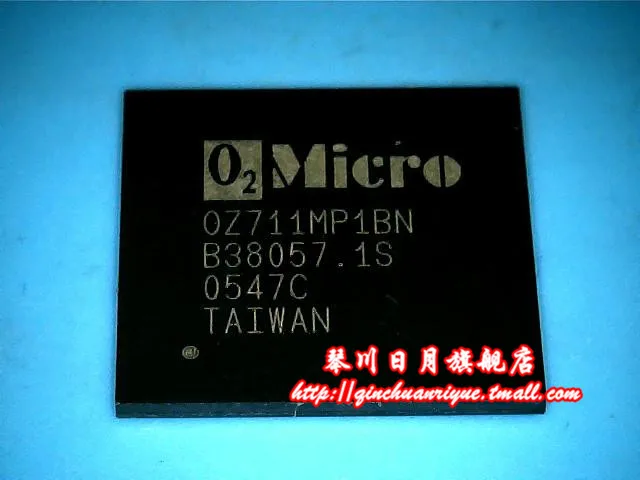 O2Micro
OZ711MP1BN
B38057.1S
0547C
TAIWAN
琴川日月旗舰店
http://qinchuanriyue.tmall.com